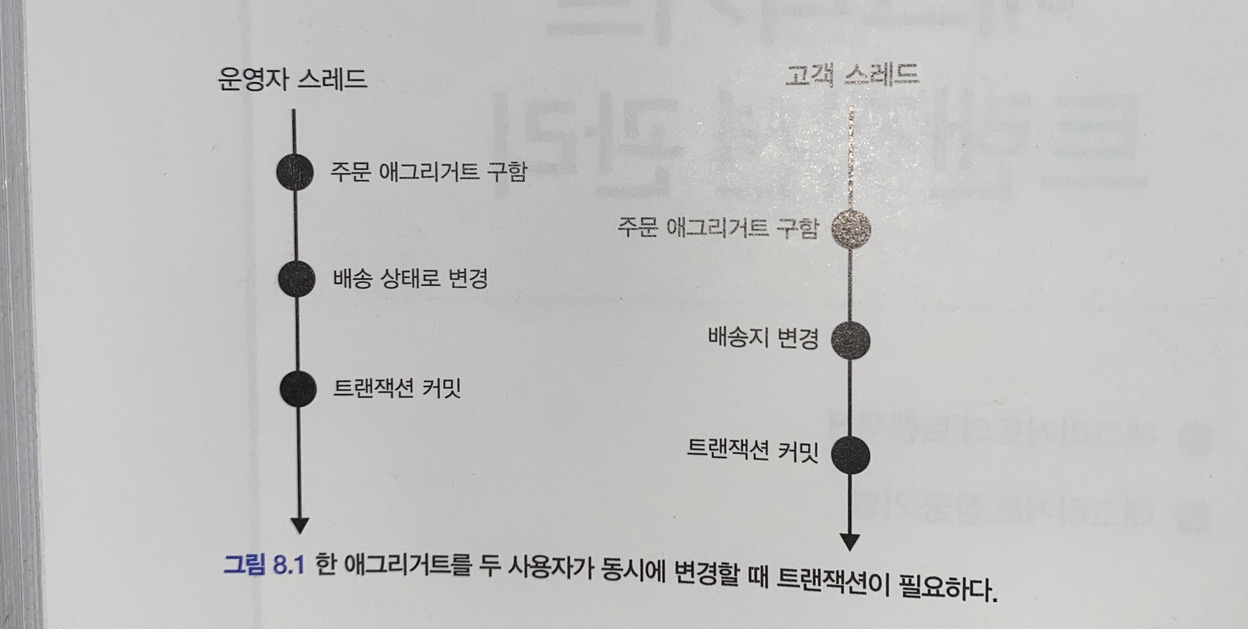 운영자 스레드
주문 애그리거트 구함
배송 상태로 변경
트랜잭션 커밋
고객 스레드
주문 애그리거트 구함
배송지 변경
트랜잭션 커밋
그림 8.1 한 애그리거트를 두 사용자가 동시에 변경할 때 트랜잭션이 필요하다.